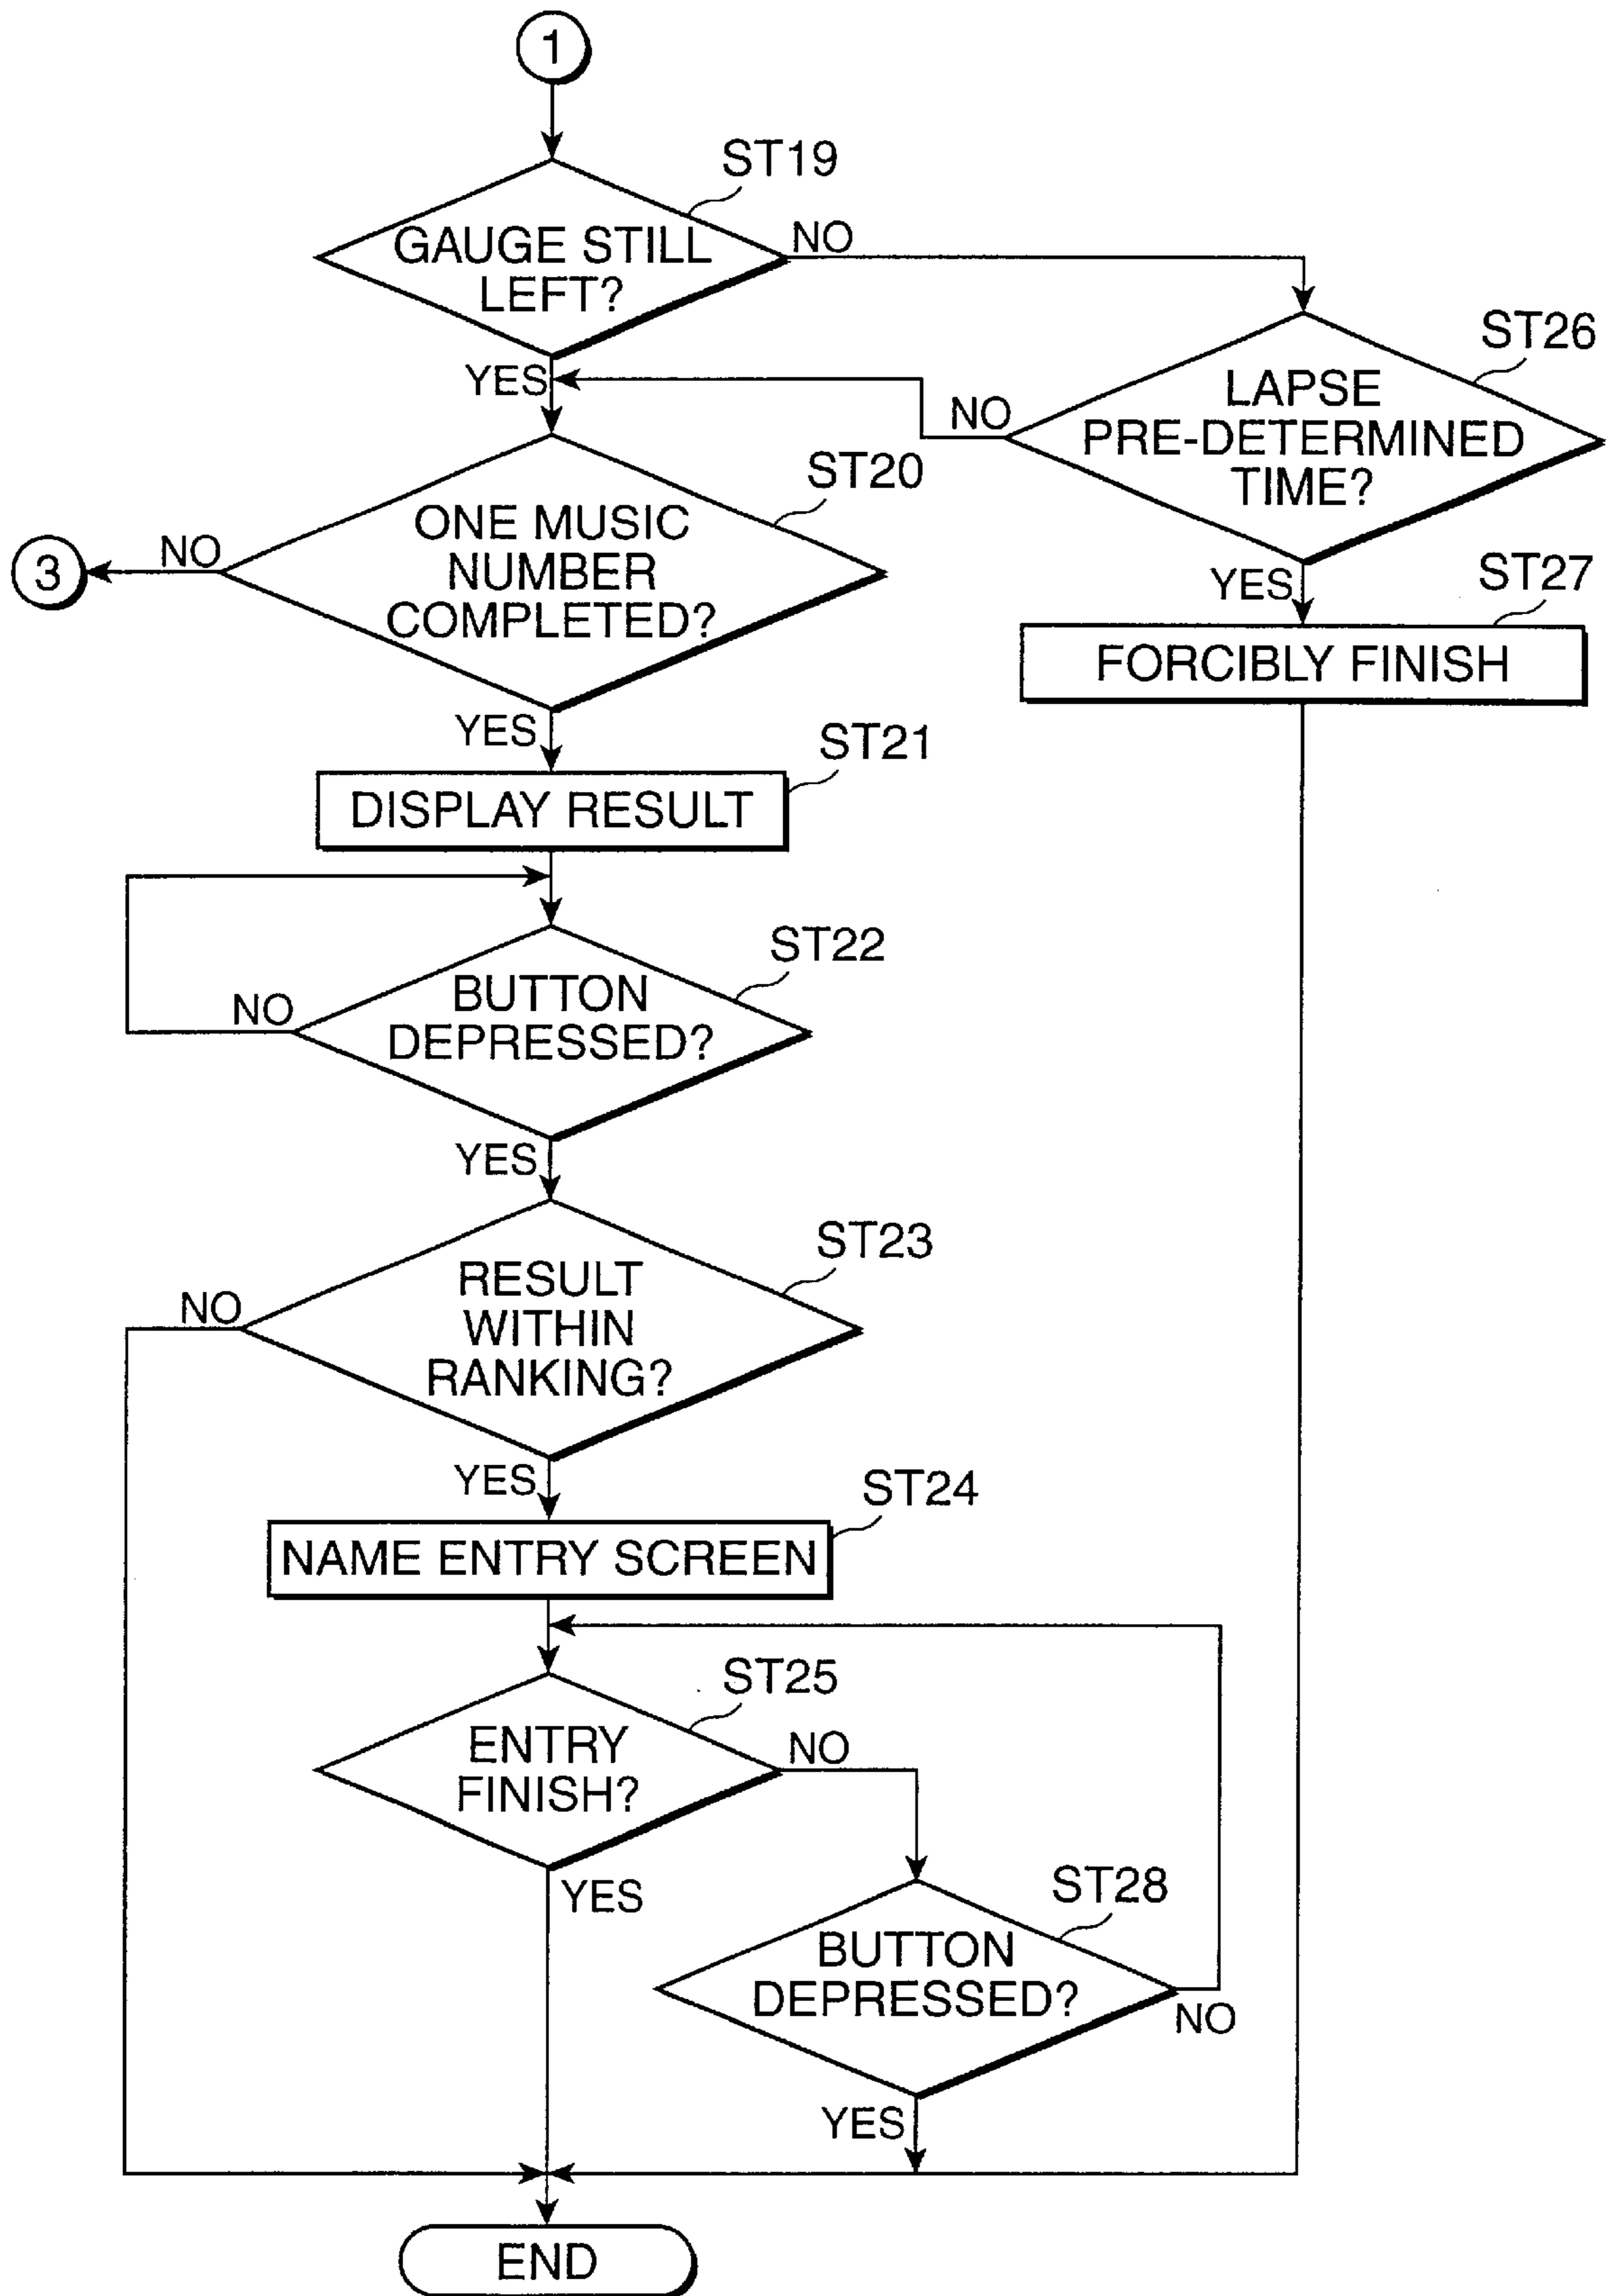 1
ST19
GAUGE STILL
LEFT?
NO
YES
ST26
LAPSE
PRE-DETERMINED
TIME?
NO
YES
ST20
ONE MUSIC
NUMBER
COMPLETED?
NO
3
YES
ST27
FORCIBLY FINISH
ST21
DISPLAY RESULT
ST22
BUTTON
DEPRESSED?
NO
YES
ST23
RESULT
WITHIN
RANKING?
NO
YES
ST24
NAME ENTRY SCREEN
ST25
ENTRY
FINISH?
NO
YES
ST28
BUTTON
DEPRESSED?
NO
YES
END